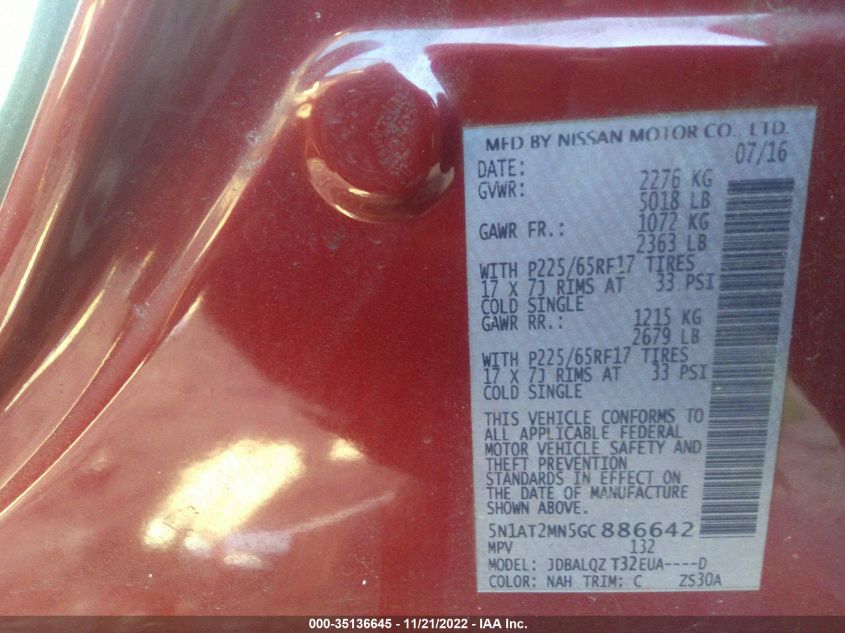 MFD BY NISSAN MOTOR CO., LTD.
DATE: 07/16
GVWR: 2276 KG
5018 LB
GAWR FR.: 1072 KG
2363 LB
WITH P225/65RF17 TIRES
17 X 7J RIMS AT 33 PSI
COLD SINGLE
GAWR RR.: 1215 KG
2679 LB
WITH P225/65RF17 TIRES
17 X 7J RIMS AT 33 PSI
COLD SINGLE
THIS VEHICLE CONFORMS TO
ALL APPLICABLE FEDERAL
MOTOR VEHICLE SAFETY AND
THEFT PREVENTION
STANDARDS IN EFFECT ON
THE DATE OF MANUFACTURE
SHOWN ABOVE.
5N1AT2MN5GC886642
MPV 132
MODEL: JDBALQZ T32EUA----D
COLOR: NAH TRIM: C ZS30A
000-35136645 - 11/21/2022 - IAA Inc.